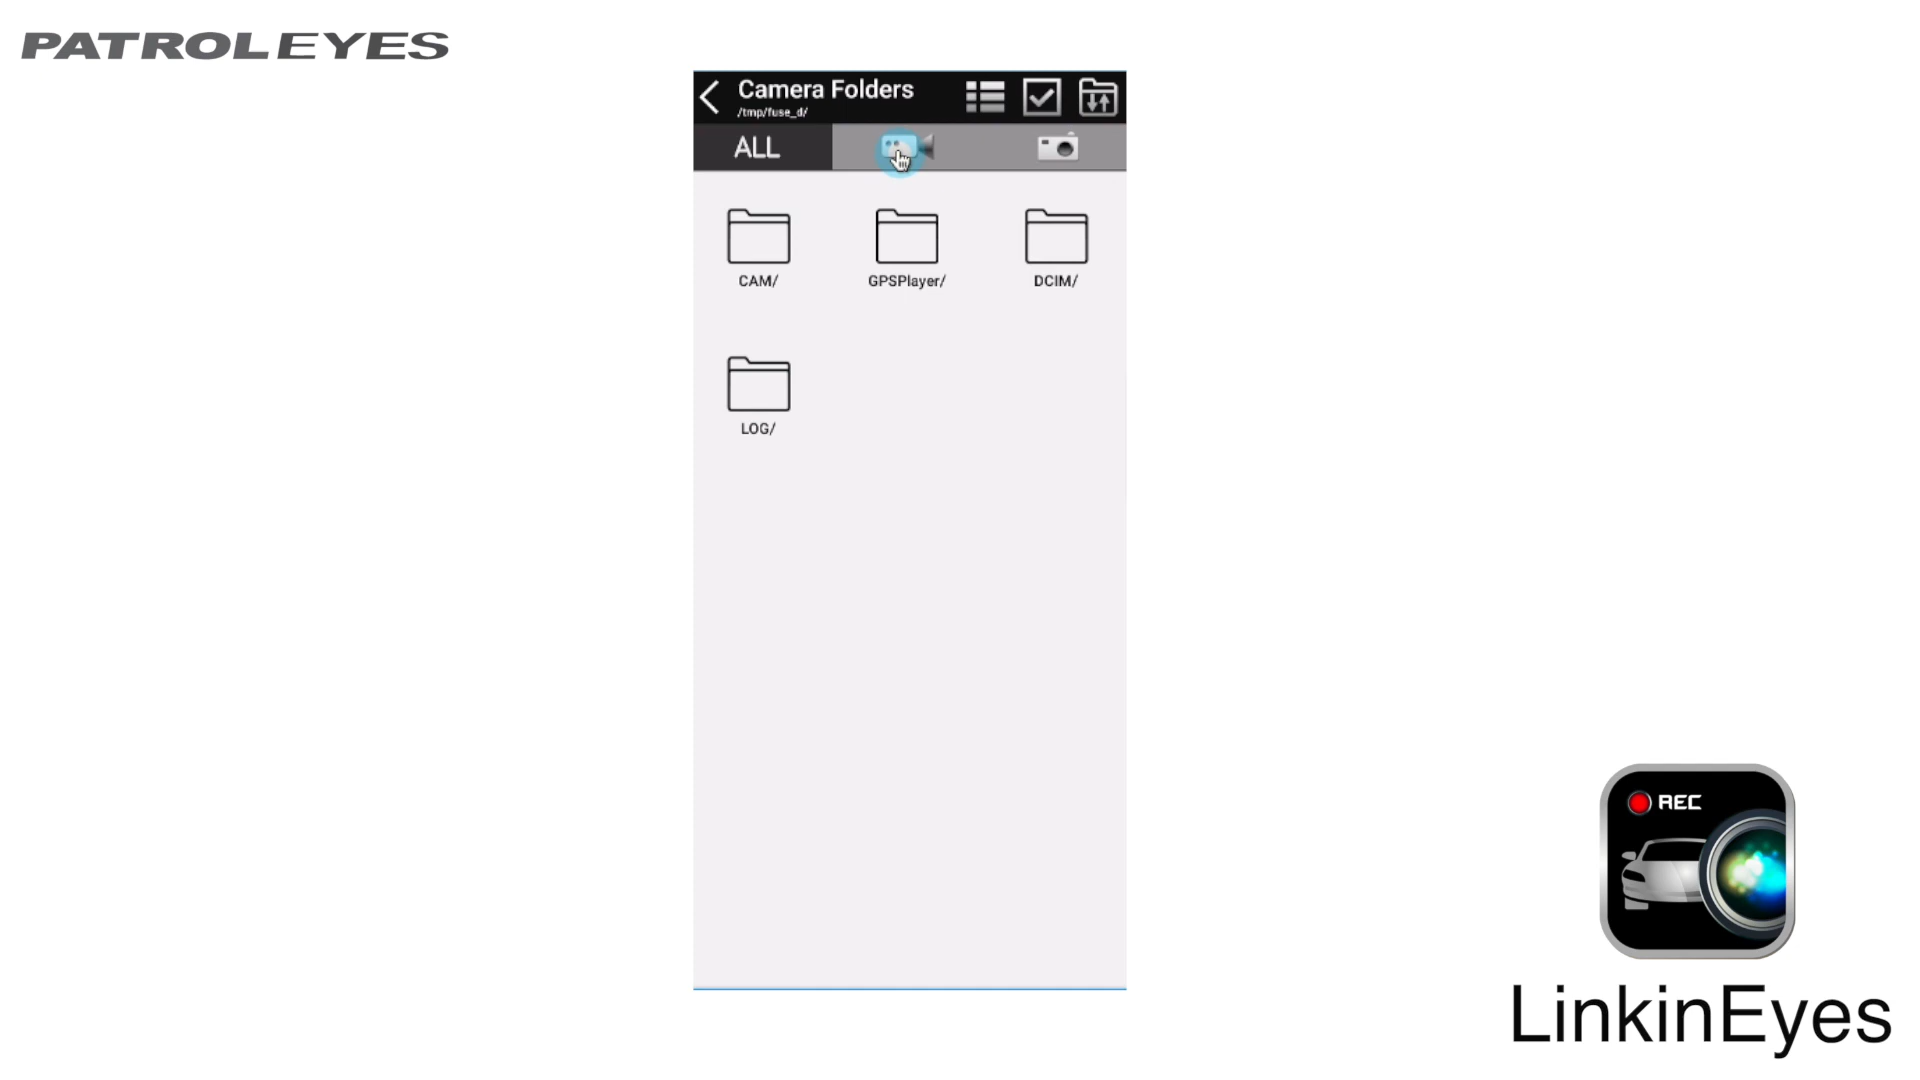 PATROLEYES
Camera Folders
/tmp/fuse_d/
ALL
CAM/
GPSPlayer/
DCIM/
LOG/
REC
LinkinEyes